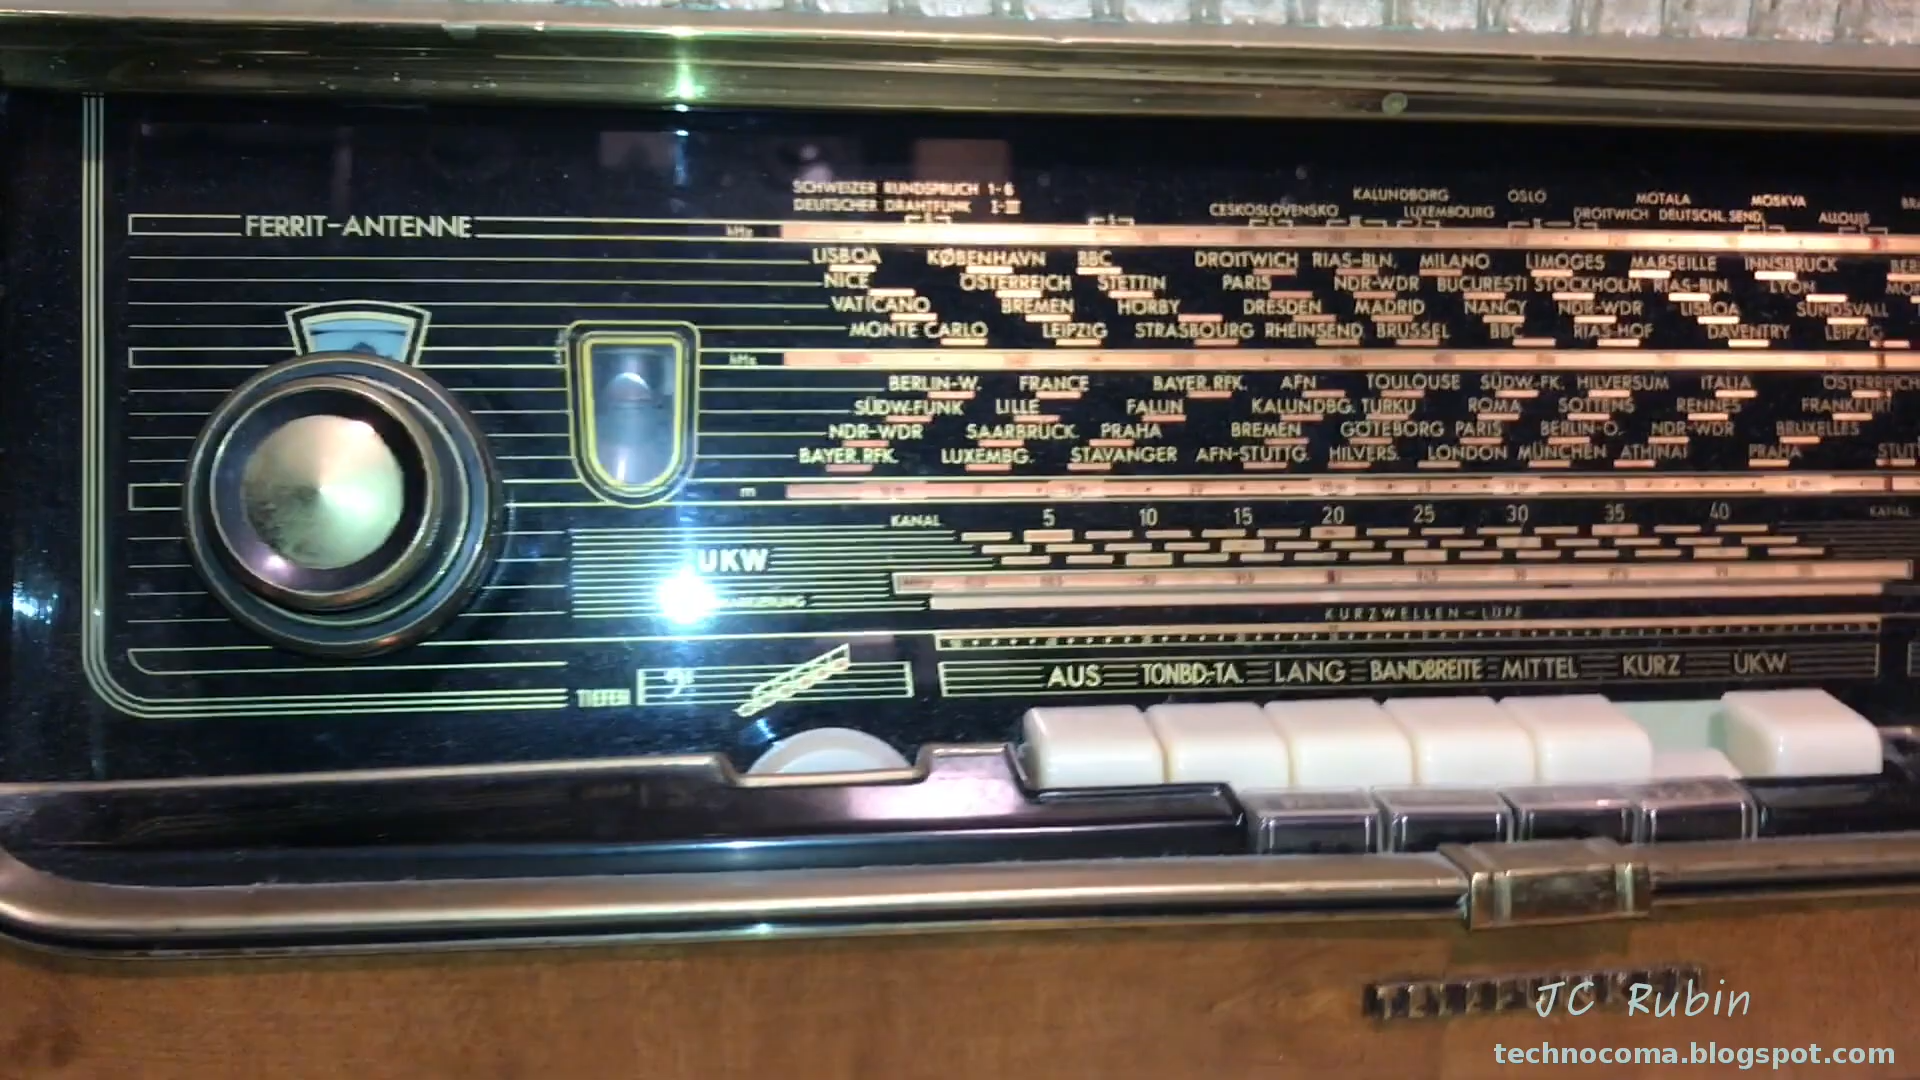 SCHWEIZER RUNDSPRUCH 1-6
DEUTSCHER DRAHTFUNK I-III
KALUNDBORG OSLO MOTALA MOSKVA
CESKOSLOVENSKO LUXEMBOURG DROITWICH DEUTSCHL.SEND. ALLOUIS
FERRIT-ANTENNE kHz
LISBOA KØBENHAVN BBC DROITWICH RIAS-BLN. MILANO LIMOGES MARSEILLE INNSBRUCK
NICE ÖSTERREICH STETTIN PARIS NDR-WDR BUCURESTI STOCKHOLM RIAS-BLN. LYON
VATICANO BREMEN HÖRBY DRESDEN MADRID NANCY NDR-WDR LISBOA SUNDSVALL
MONTE CARLO LEIPZIG STRASBOURG RHEINSEND. BRUSSEL BBC RIAS-HOF DAVENTRY LEIPZIG
kHz
BERLIN-W. FRANCE BAYER.RFK. AFN TOULOUSE SÜDW.-FK. HILVERSUM ITALIA ÖSTERREICH
SÜDW-FUNK LILLE FALUN KALUNDBG. TURKU ROMA SOTTENS RENNES FRANKFURT
NDR-WDR SAARBRÜCK. PRAHA BREMEN GÖTEBORG PARIS BERLIN-O. NDR-WDR BRUXELLES
BAYER.RFK. LUXEMBG. STAVANGER AFN-STUTTG. HILVERS. LONDON MÜNCHEN ATHINAI PRAHA
m
KANAL 5 10 15 20 25 30 35 40 KANAL
UKW
KURZWELLEN-LUPE
TIEFEN AUS TONBD-TA. LANG BANDBREITE MITTEL KURZ UKW
JC Rubin
technocoma.blogspot.com